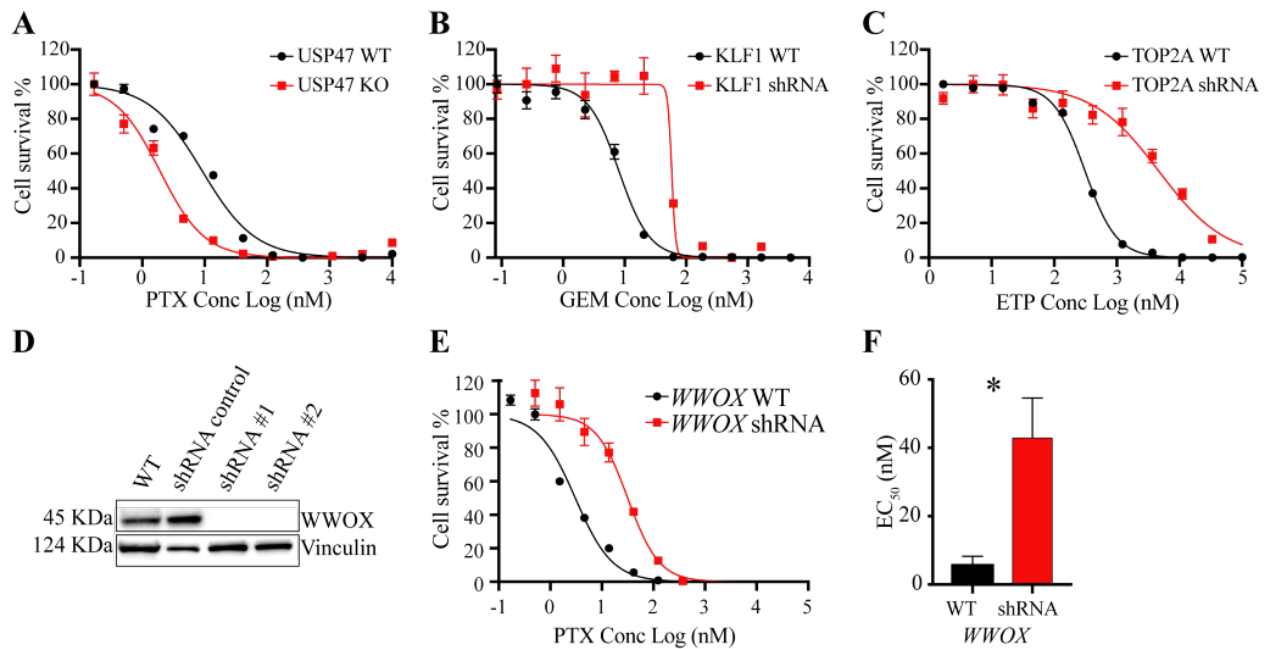 A
USP47 WT
USP47 KO
Cell survival %
120
100
80
60
40
20
0
-1 0 1 2 3 4
PTX Conc Log (nM)
B
KLF1 WT
KLF1 shRNA
Cell survival %
120
100
80
60
40
20
0
-1 0 1 2 3 4
GEM Conc Log (nM)
C
TOP2A WT
TOP2A shRNA
Cell survival %
120
100
80
60
40
20
0
0 1 2 3 4 5
ETP Conc Log (nM)
D
WT
shRNA control
shRNA #1
shRNA #2
45 KDa WWOX
124 KDa Vinculin
E
WWOX WT
WWOX shRNA
Cell survival %
120
100
80
60
40
20
0
-1 0 1 2 3 4 5
PTX Conc Log (nM)
F
*
EC50 (nM)
60
40
20
0
WT shRNA
WWOX